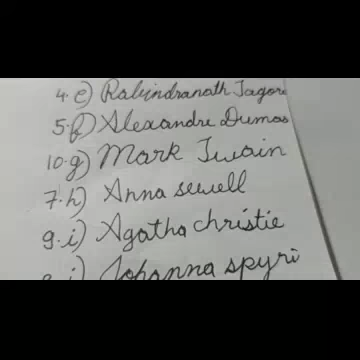 4. e) Rabindranath Tagore
5. f) Alexandre Dumas
10. g) Mark Twain
7. h) Anna sewell
9. i) Agatha christie
j) Johanna spyri